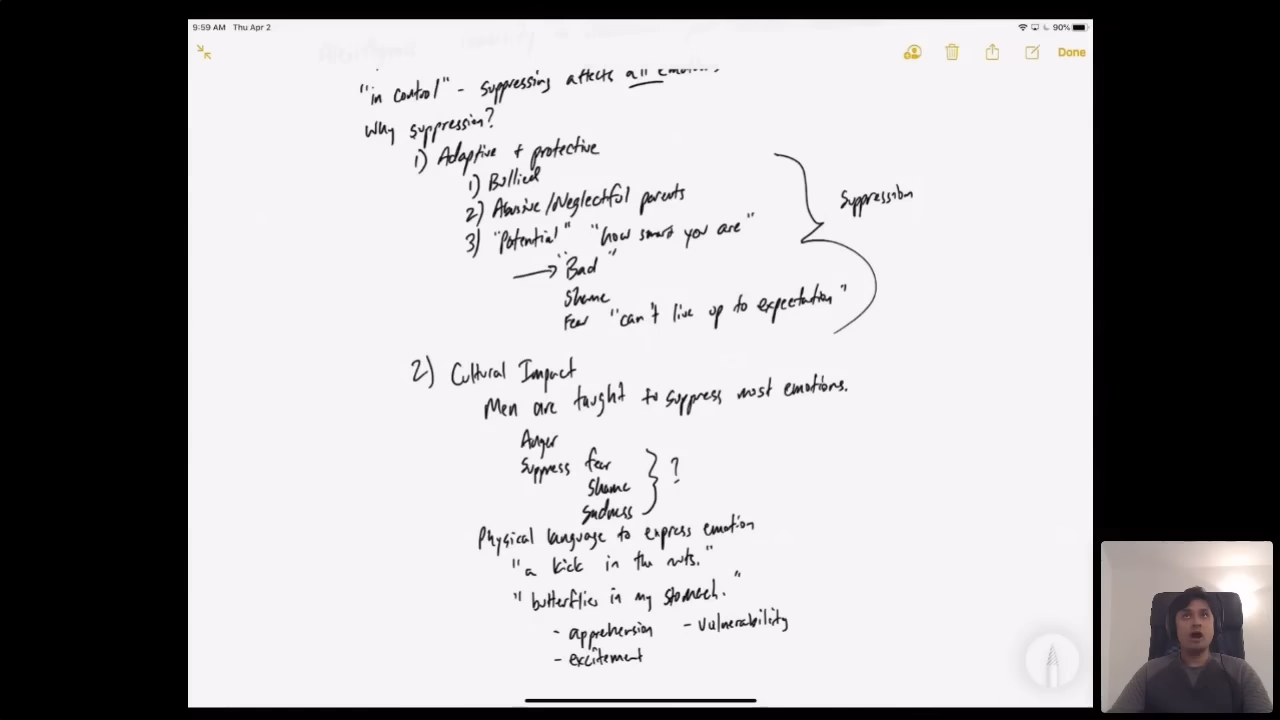 9:59 AM Thu Apr 2
90%
Done
"in control" - suppressing affects all emotions
Why suppression?
1) Adaptive + protective
1) Bullied
2) Abusive/Neglectful parents
3) "Potential" "how smart you are"
→ "Bad"
Shame
Fear "can't live up to expectation"
Suppression
2) Cultural Impact
Men are taught to suppress most emotions.
Anger
Suppress fear
Shame
Sadness
?
Physical language to express emotion
"a kick in the nuts."
"butterflies in my stomach."
- apprehension - vulnerability
- excitement